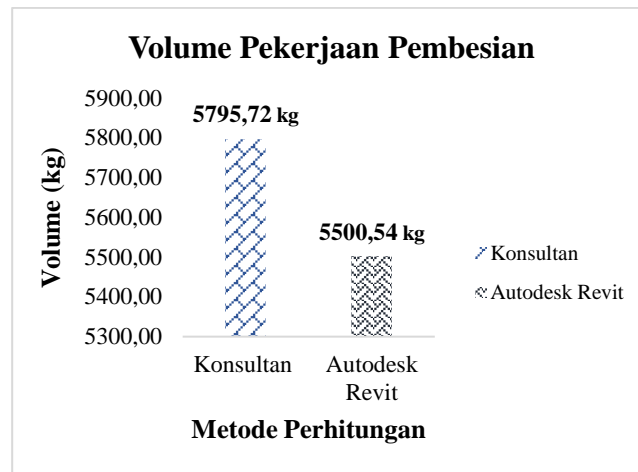 Volume Pekerjaan Pembesian
Volume (kg)
5900,00
5800,00
5700,00
5600,00
5500,00
5400,00
5300,00
5795,72 kg
5500,54 kg
Konsultan
Autodesk
Revit
Metode Perhitungan
Konsultan
Autodesk Revit